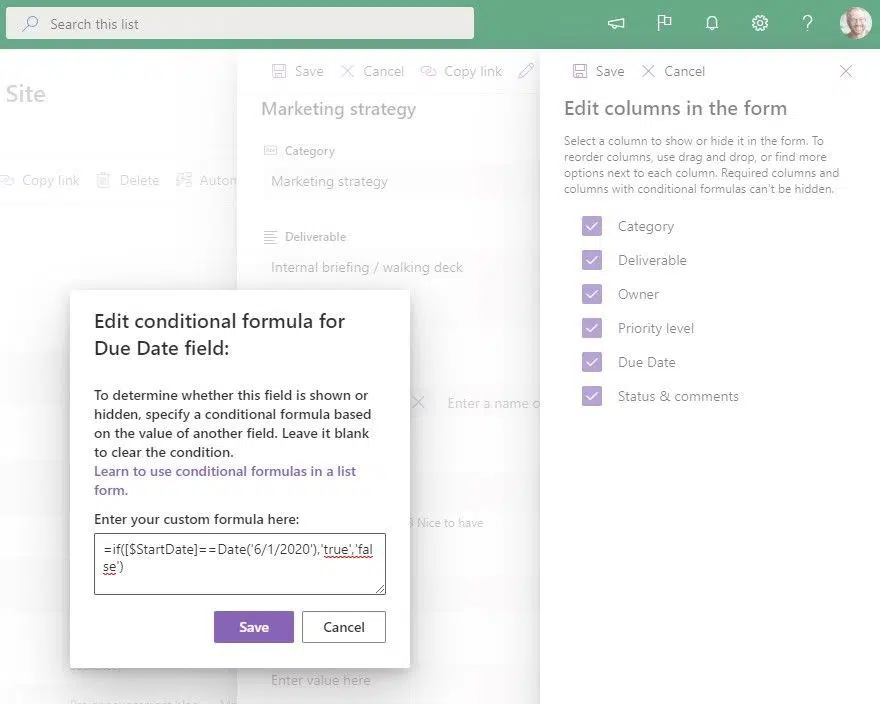 Search this list
Site
Copy link
Delete
Save
Cancel
Copy link
Marketing strategy
Category
Marketing strategy
Deliverable
Internal briefing / walking deck
Enter a name o
Nice to have
Enter value here
Edit conditional formula for
Due Date field:
To determine whether this field is shown or
hidden, specify a conditional formula based
on the value of another field. Leave it blank
to clear the condition.
Learn to use conditional formulas in a list
form.
Enter your custom formula here:
=if([$StartDate]==Date('6/1/2020'),'true','fal
se')
Save
Cancel
Save
Cancel
Edit columns in the form
Select a column to show or hide it in the form. To
reorder columns, use drag and drop, or find more
options next to each column. Required columns and
columns with conditional formulas can't be hidden.
Category
Deliverable
Owner
Priority level
Due Date
Status & comments